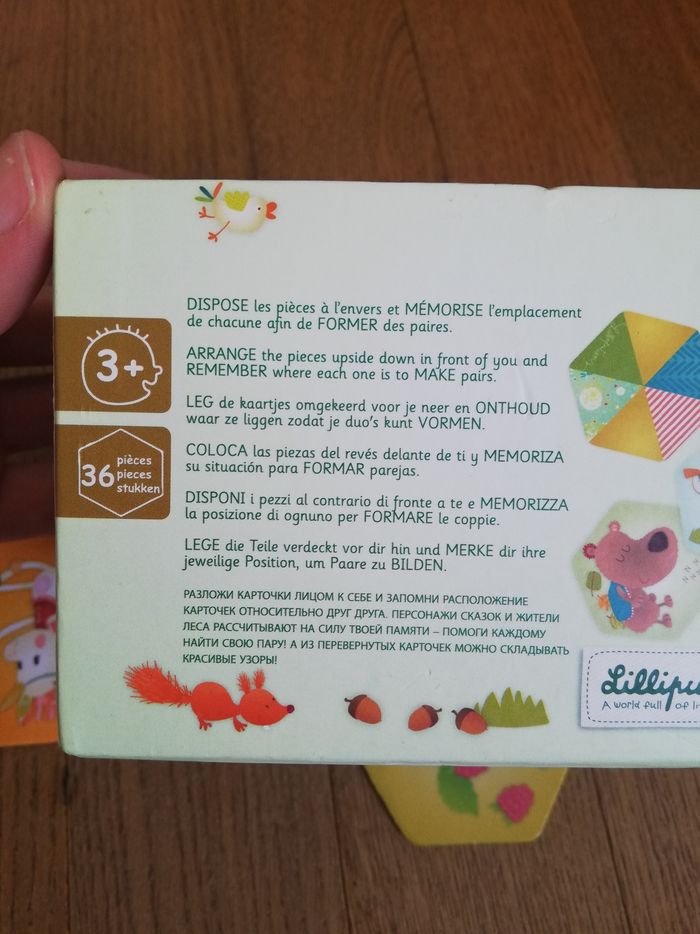 DISPOSE les pièces à l'envers et MÉMORISE l'emplacement
de chacune afin de FORMER des paires.
3+
ARRANGE the pieces upside down in front of you and
REMEMBER where each one is to MAKE pairs.
LEG de kaartjes omgekeerd voor je neer en ONTHOUD
waar ze liggen zodat je duo's kunt VORMEN.
36 pièces
pieces
stukken
COLOCA las piezas del revés delante de ti y MEMORIZA
su situación para FORMAR parejas.
DISPONI i pezzi al contrario di fronte a te e MEMORIZZA
la posizione di ognuno per FORMARE le coppie.
LEGE die Teile verdeckt vor dir hin und MERKE dir ihre
jeweilige Position, um Paare zu BILDEN.
РАЗЛОЖИ КАРТОЧКИ ЛИЦОМ К СЕБЕ И ЗАПОМНИ РАСПОЛОЖЕНИЕ
КАРТОЧЕК ОТНОСИТЕЛЬНО ДРУГ ДРУГА. ПЕРСОНАЖИ СКАЗОК И ЖИТЕЛИ
ЛЕСА РАССЧИТЫВАЮТ НА СИЛУ ТВОЕЙ ПАМЯТИ – ПОМОГИ КАЖДОМУ
НАЙТИ СВОЮ ПАРУ! А ИЗ ПЕРЕВЕРНУТЫХ КАРТОЧЕК МОЖНО СКЛАДЫВАТЬ
КРАСИВЫЕ УЗОРЫ!
Lillipu
A world full of